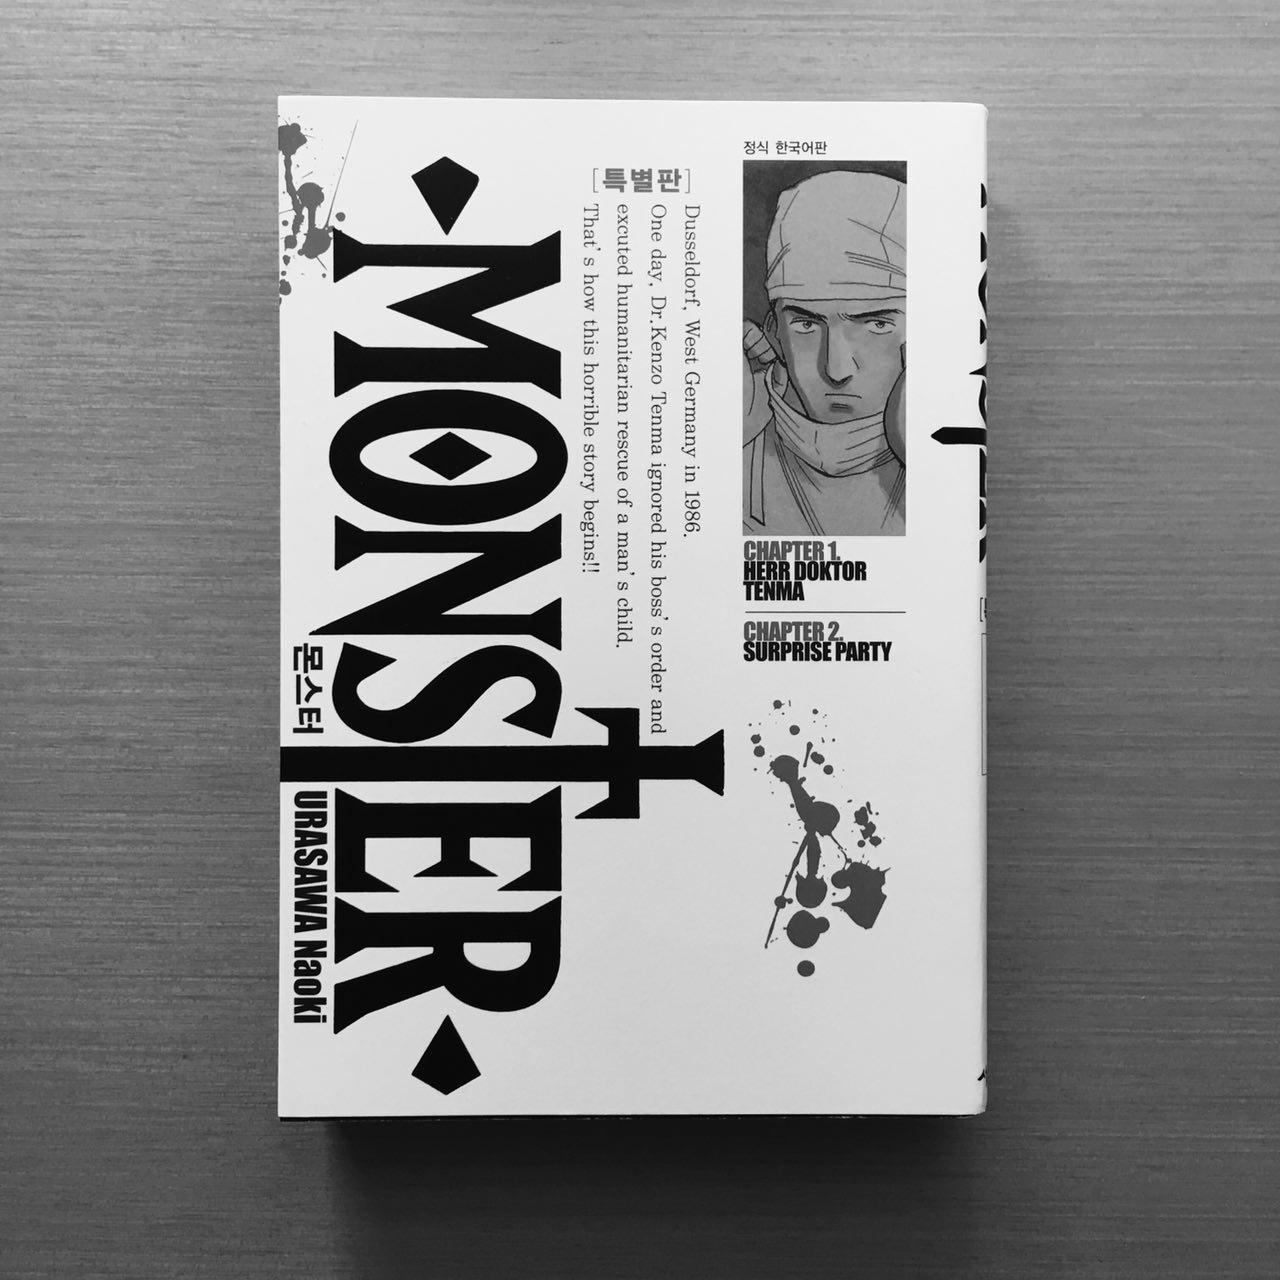 정식 한국어판
[특별판]
Dusseldorf, West Germany in 1986.
One day, Dr.Kenzo Tenma ignored his boss's order and
excuted humanitarian rescue of a man's child.
That's how this horrible story begins!!
MONSTER
몬스터
URASAWA Naoki
CHAPTER 1.
HERR DOKTOR
TENMA
CHAPTER 2.
SURPRISE PARTY